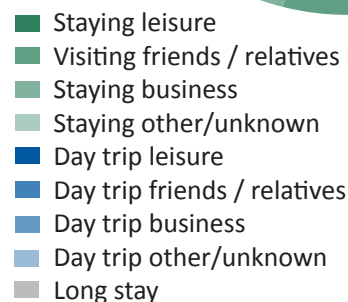 Staying leisure
Visiting friends / relatives
Staying business
Staying other/unknown
Day trip leisure
Day trip friends / relatives
Day trip business
Day trip other/unknown
Long stay